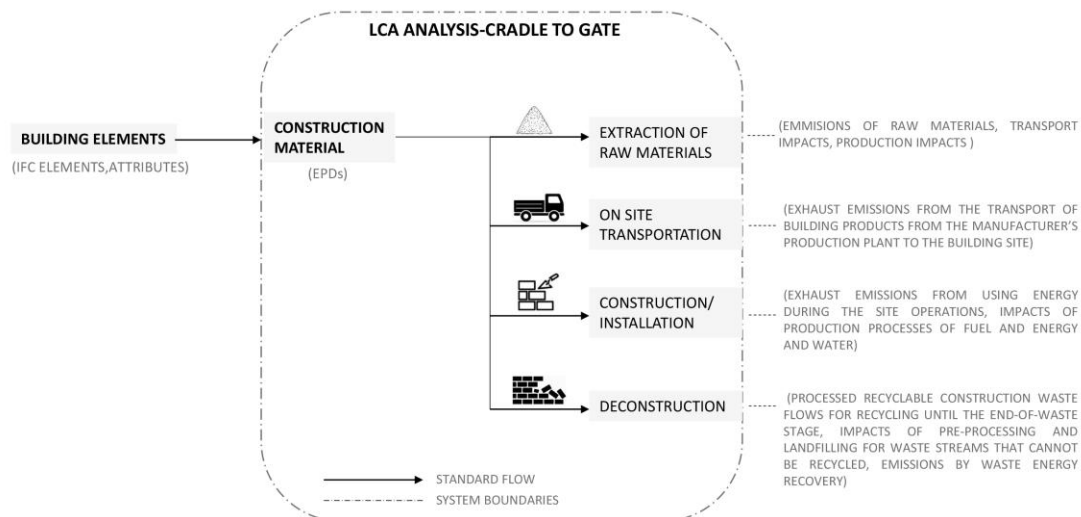 LCA ANALYSIS-CRADLE TO GATE
BUILDING ELEMENTS
(IFC ELEMENTS,ATTRIBUTES)
CONSTRUCTION
MATERIAL
(EPDs)
EXTRACTION OF
RAW MATERIALS
(EMMISIONS OF RAW MATERIALS, TRANSPORT
IMPACTS, PRODUCTION IMPACTS )
ON SITE
TRANSPORTATION
(EXHAUST EMISSIONS FROM THE TRANSPORT OF
BUILDING PRODUCTS FROM THE MANUFACTURER'S
PRODUCTION PLANT TO THE BUILDING SITE)
CONSTRUCTION/
INSTALLATION
(EXHAUST EMISSIONS FROM USING ENERGY
DURING THE SITE OPERATIONS, IMPACTS OF
PRODUCTION PROCESSES OF FUEL AND ENERGY
AND WATER)
DECONSTRUCTION
(PROCESSED RECYCLABLE CONSTRUCTION WASTE
FLOWS FOR RECYCLING UNTIL THE END-OF-WASTE
STAGE, IMPACTS OF PRE-PROCESSING AND
LANDFILLING FOR WASTE STREAMS THAT CANNOT
BE RECYCLED, EMISSIONS BY WASTE ENERGY
RECOVERY)
STANDARD FLOW
SYSTEM BOUNDARIES